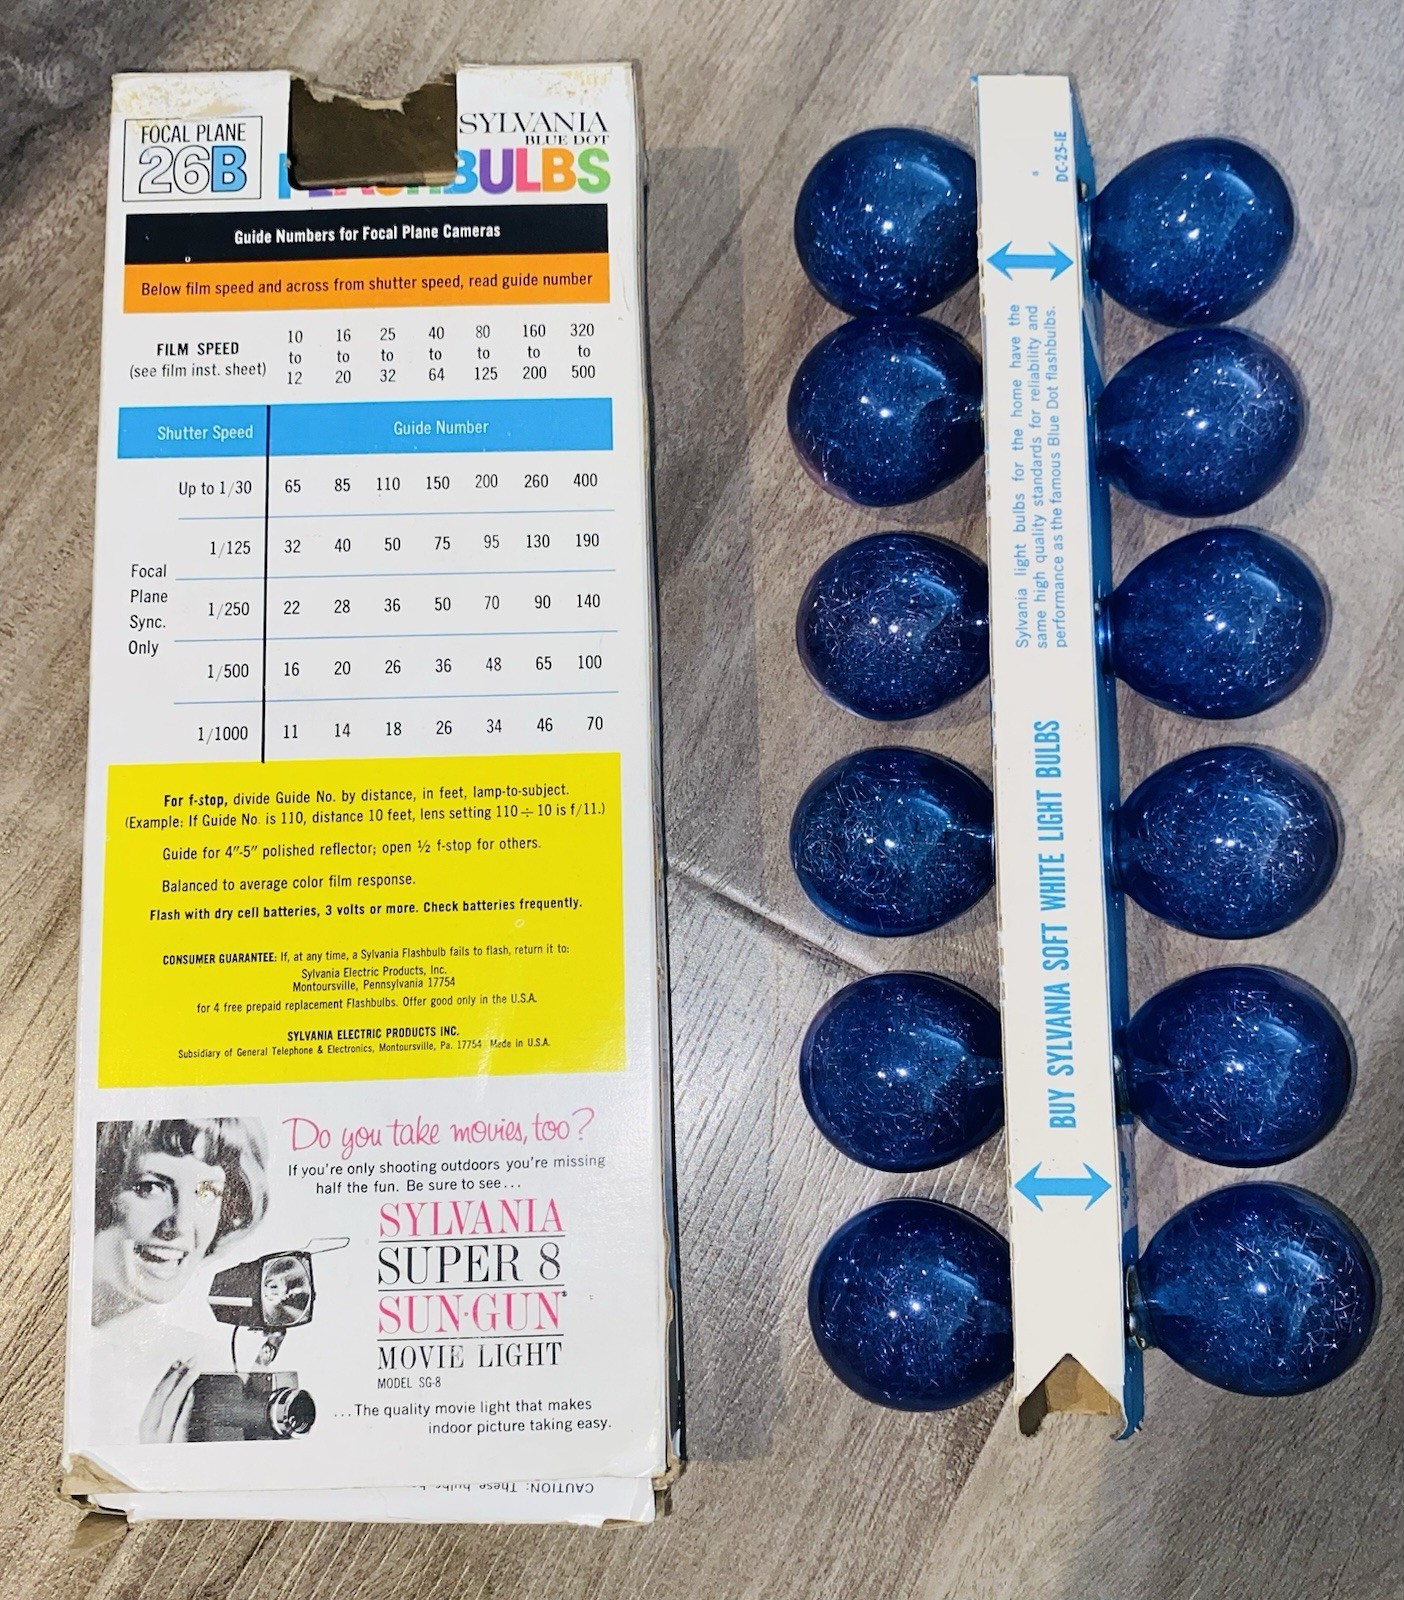 FOCAL PLANE
26B
SYLVANIA
BLUE DOT
FLASHBULBS
Guide Numbers for Focal Plane Cameras
Below film speed and across from shutter speed, read guide number
FILM SPEED
(see film inst. sheet)
10 to 12
16 to 20
25 to 32
40 to 64
80 to 125
160 to 200
320 to 500
Shutter Speed Guide Number
Up to 1/30 65 85 110 150 200 260 400
Focal Plane Sync. Only
1/125 32 40 50 75 95 130 190
1/250 22 28 36 50 70 90 140
1/500 16 20 26 36 48 65 100
1/1000 11 14 18 26 34 46 70
For f-stop, divide Guide No. by distance, in feet, lamp-to-subject.
(Example: If Guide No. is 110, distance 10 feet, lens setting 110 ÷ 10 is f/11.)
Guide for 4"-5" polished reflector; open ½ f-stop for others.
Balanced to average color film response.
Flash with dry cell batteries, 3 volts or more. Check batteries frequently.
CONSUMER GUARANTEE: If, at any time, a Sylvania Flashbulb fails to flash, return it to:
Sylvania Electric Products, Inc.
Montoursville, Pennsylvania 17754
for 4 free prepaid replacement Flashbulbs. Offer good only in the U.S.A.
SYLVANIA ELECTRIC PRODUCTS INC.
Subsidiary of General Telephone & Electronics, Montoursville, Pa. 17754 Made in U.S.A.
Do you take movies, too?
If you're only shooting outdoors you're missing
half the fun. Be sure to see...
SYLVANIA
SUPER 8
SUN·GUN®
MOVIE LIGHT
MODEL SG-8
...The quality movie light that makes
indoor picture taking easy.
CAUTION: These bulbs
DC-25-IE
Sylvania light bulbs for the home have the
same high quality standards for reliability and
performance as the famous Blue Dot flashbulbs.
BUY SYLVANIA SOFT WHITE LIGHT BULBS